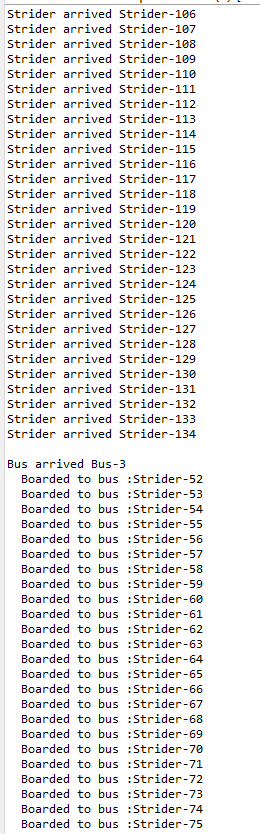 Strider arrived Strider-106
Strider arrived Strider-107
Strider arrived Strider-108
Strider arrived Strider-109
Strider arrived Strider-110
Strider arrived Strider-111
Strider arrived Strider-112
Strider arrived Strider-113
Strider arrived Strider-114
Strider arrived Strider-115
Strider arrived Strider-116
Strider arrived Strider-117
Strider arrived Strider-118
Strider arrived Strider-119
Strider arrived Strider-120
Strider arrived Strider-121
Strider arrived Strider-122
Strider arrived Strider-123
Strider arrived Strider-124
Strider arrived Strider-125
Strider arrived Strider-126
Strider arrived Strider-127
Strider arrived Strider-128
Strider arrived Strider-129
Strider arrived Strider-130
Strider arrived Strider-131
Strider arrived Strider-132
Strider arrived Strider-133
Strider arrived Strider-134

Bus arrived Bus-3
  Boarded to bus :Strider-52
  Boarded to bus :Strider-53
  Boarded to bus :Strider-54
  Boarded to bus :Strider-55
  Boarded to bus :Strider-56
  Boarded to bus :Strider-57
  Boarded to bus :Strider-58
  Boarded to bus :Strider-59
  Boarded to bus :Strider-60
  Boarded to bus :Strider-61
  Boarded to bus :Strider-62
  Boarded to bus :Strider-63
  Boarded to bus :Strider-64
  Boarded to bus :Strider-65
  Boarded to bus :Strider-66
  Boarded to bus :Strider-67
  Boarded to bus :Strider-68
  Boarded to bus :Strider-69
  Boarded to bus :Strider-70
  Boarded to bus :Strider-71
  Boarded to bus :Strider-72
  Boarded to bus :Strider-73
  Boarded to bus :Strider-74
  Boarded to bus :Strider-75